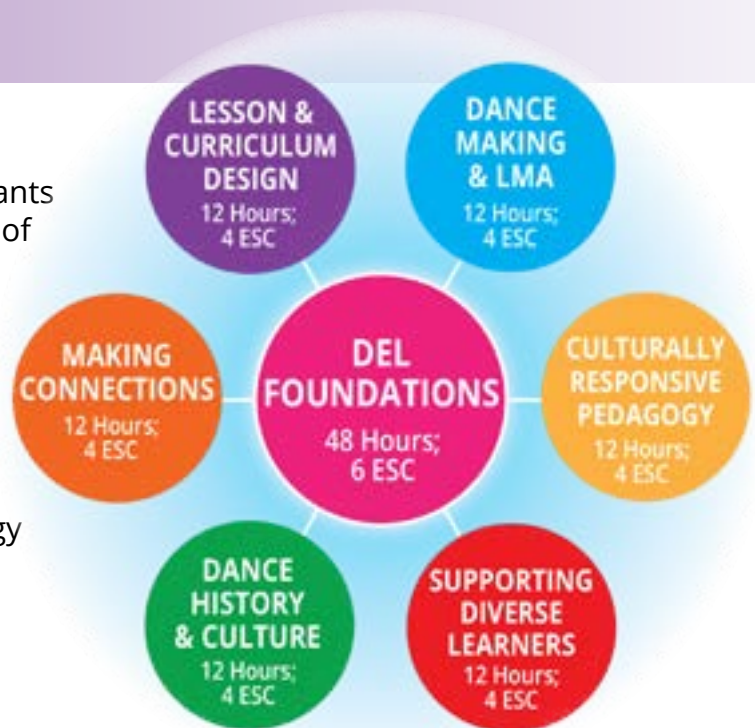 LESSON &
CURRICULUM
DESIGN
12 Hours;
4 ESC
DANCE
MAKING
& LMA
12 Hours;
4 ESC
ants
of
MAKING
CONNECTIONS
12 Hours;
4 ESC
DEL
FOUNDATIONS
48 Hours;
6 ESC
CULTURALLY
RESPONSIVE
PEDAGOGY
12 Hours;
4 ESC
gy
DANCE
HISTORY
& CULTURE
12 Hours;
4 ESC
SUPPORTING
DIVERSE
LEARNERS
12 Hours;
4 ESC